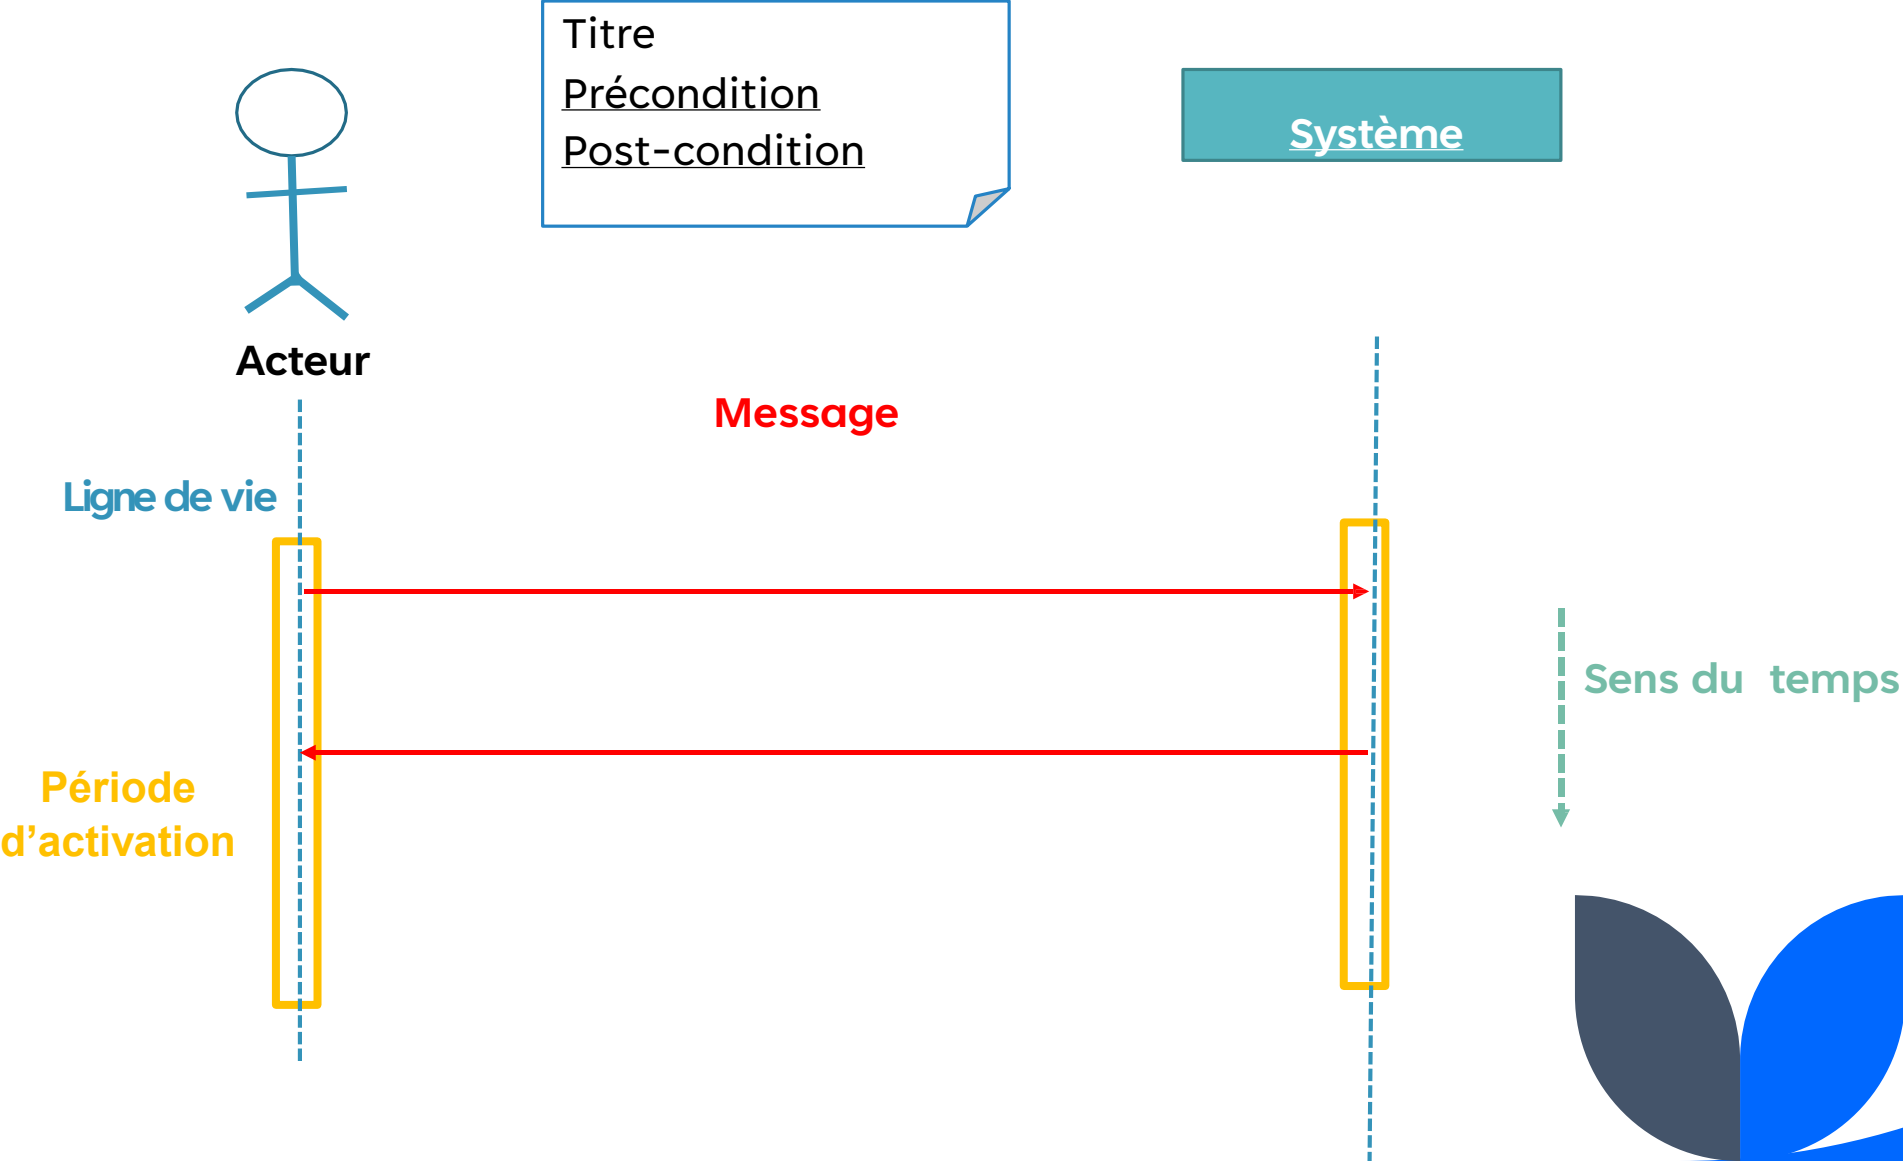 Titre
Précondition
Post-condition
Système
Acteur
Message
Ligne de vie
Sens du temps
Période
d’activation